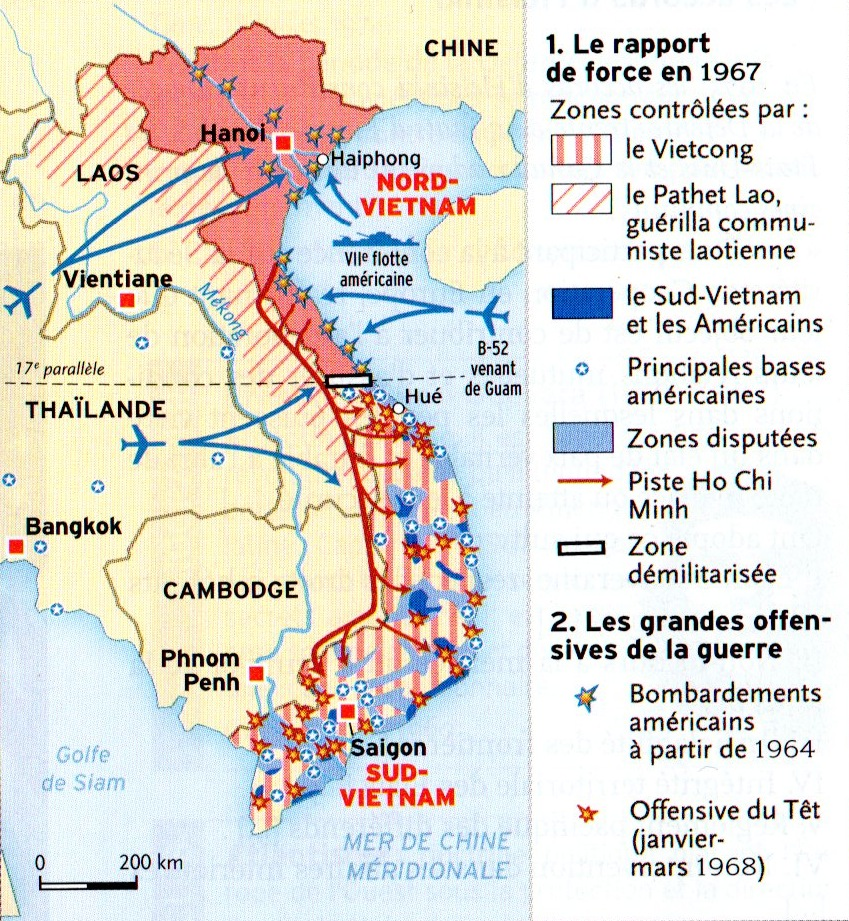 CHINE
Hanoi
Haiphong
LAOS
NORD-
VIETNAM
VIIe flotte
américaine
Vientiane
Mékong
B-52
venant
de Guam
17e parallèle
Hué
THAÏLANDE
Bangkok
CAMBODGE
Phnom
Penh
Saigon
SUD-
VIETNAM
Golfe
de Siam
MER DE CHINE
MÉRIDIONALE
0 200 km
1. Le rapport
de force en 1967
Zones contrôlées par :
le Vietcong
le Pathet Lao,
guérilla commu-
niste laotienne
le Sud-Vietnam
et les Américains
Principales bases
américaines
Zones disputées
Piste Ho Chi
Minh
Zone
démilitarisée
2. Les grandes offen-
sives de la guerre
Bombardements
américains
à partir de 1964
Offensive du Têt
(janvier-
mars 1968)